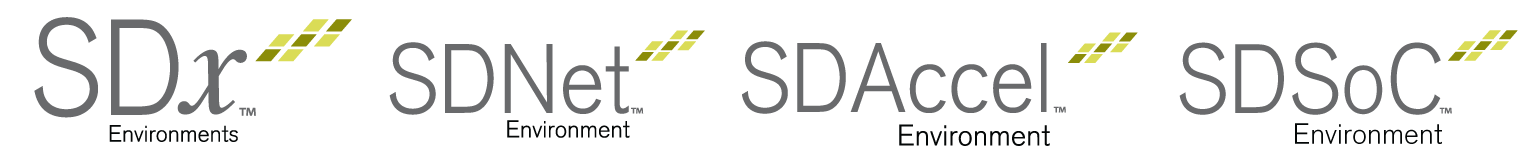 SDx™
Environments
SDNet™
Environment
SDAccel™
Environment
SDSoC™
Environment